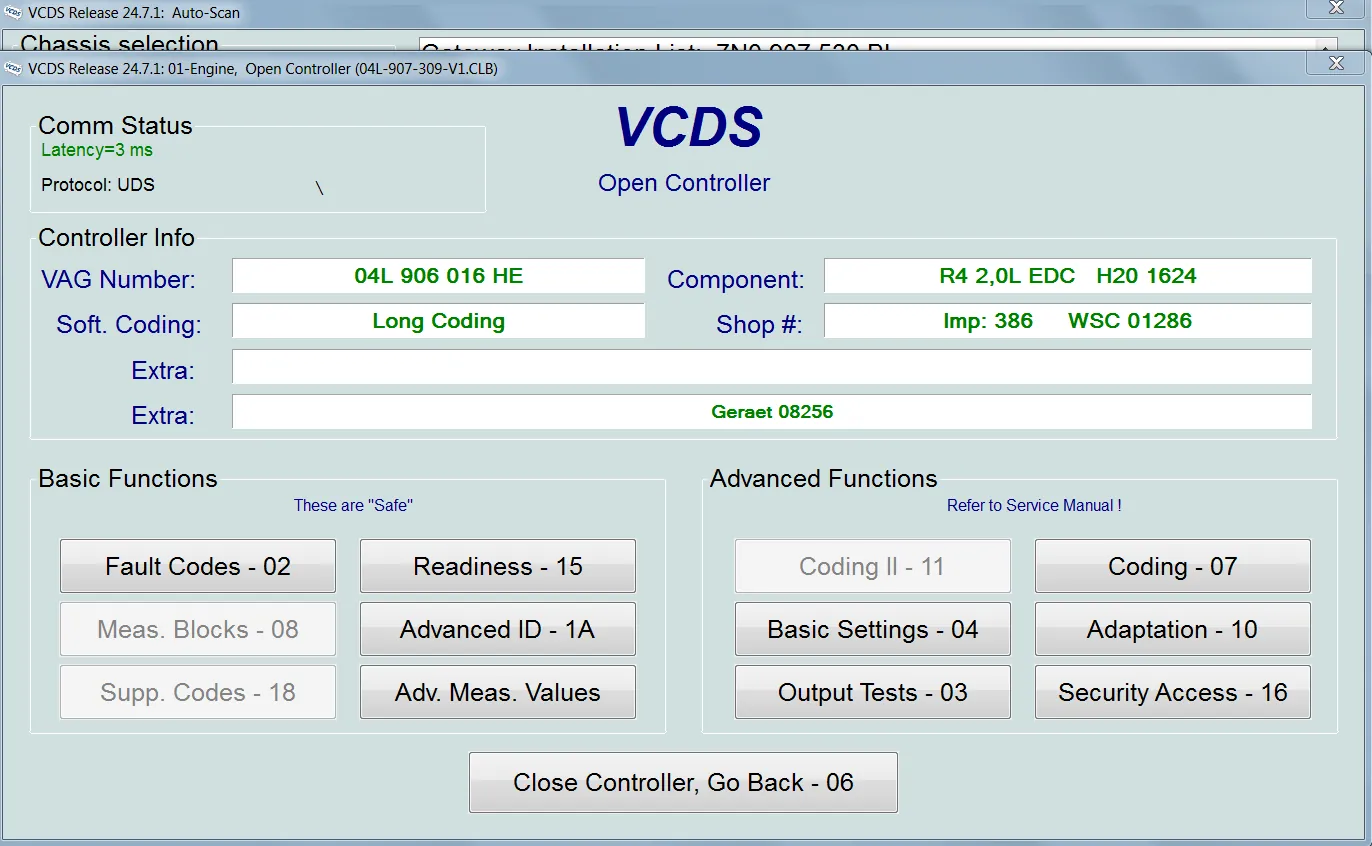 VCDS Release 24.7.1: Auto-Scan
Chassis selection
VCDS Release 24.7.1: 01-Engine, Open Controller (04L-907-309-V1.CLB)
Comm Status
Latency=3 ms
Protocol: UDS \
VCDS
Open Controller
Controller Info
VAG Number: 04L 906 016 HE Component: R4 2,0L EDC H20 1624
Soft. Coding: Long Coding Shop #: Imp: 386 WSC 01286
Extra:
Extra: Geraet 08256
Basic Functions
These are "Safe"
Fault Codes - 02 Readiness - 15
Meas. Blocks - 08 Advanced ID - 1A
Supp. Codes - 18 Adv. Meas. Values
Advanced Functions
Refer to Service Manual !
Coding II - 11 Coding - 07
Basic Settings - 04 Adaptation - 10
Output Tests - 03 Security Access - 16
Close Controller, Go Back - 06